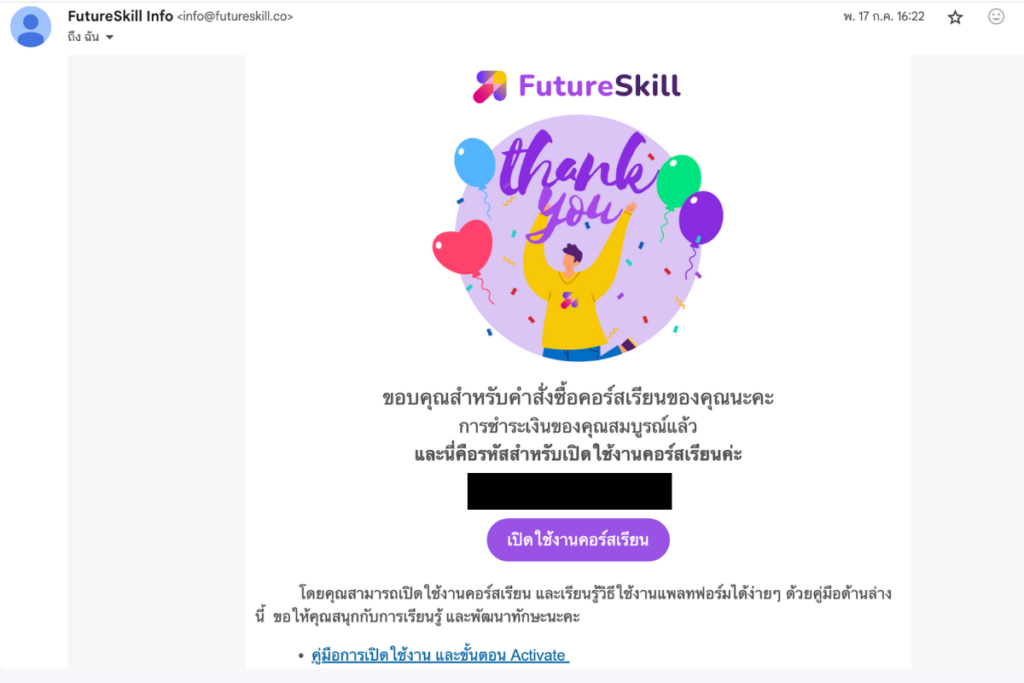 FutureSkill Info <info@futureskill.co>
พ. 17 ก.ค. 16:22
ถึง ฉัน
FutureSkill
thank
you
ขอบคุณสำหรับคำสั่งซื้อคอร์สเรียนของคุณนะคะ
การชำระเงินของคุณสมบูรณ์แล้ว
และนี่คือรหัสสำหรับเปิดใช้งานคอร์สเรียนค่ะ
เปิดใช้งานคอร์สเรียน
โดยคุณสามารถเปิดใช้งานคอร์สเรียน และเรียนรู้วิธีใช้งานแพลทฟอร์มได้ง่ายๆ ด้วยคู่มือด้านล่าง
นี้ ขอให้คุณสนุกกับการเรียนรู้ และพัฒนาทักษะนะคะ
• คู่มือการเปิดใช้งาน และขั้นตอน Activate